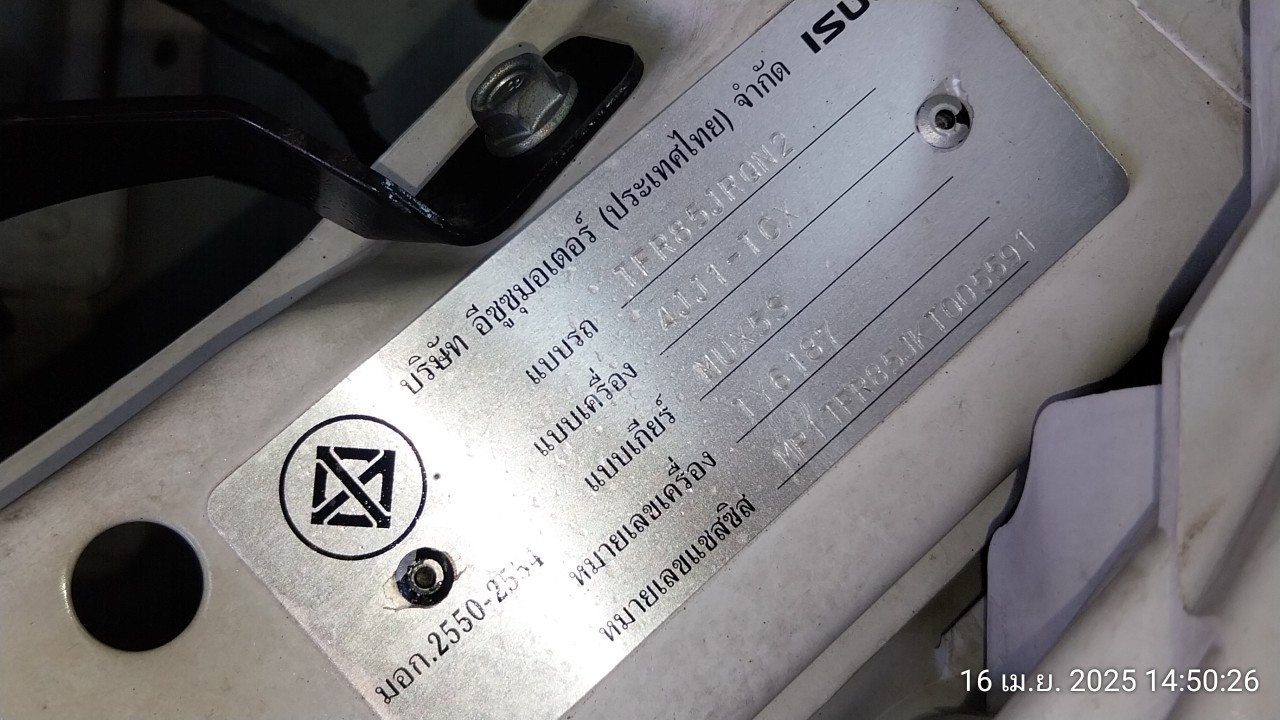 ISU
บริษัท อีซูซุมอเตอร์ (ประเทศไทย) จำกัด
แบบรถ TFR85JRQN2
แบบเครื่อง 4JJ1-TCX
แบบเกียร์ MUX5S
หมายเลขเครื่อง
หมายเลขแชสซิส
มอก.2550-2554
16 เม.ย. 2025 14:50:26